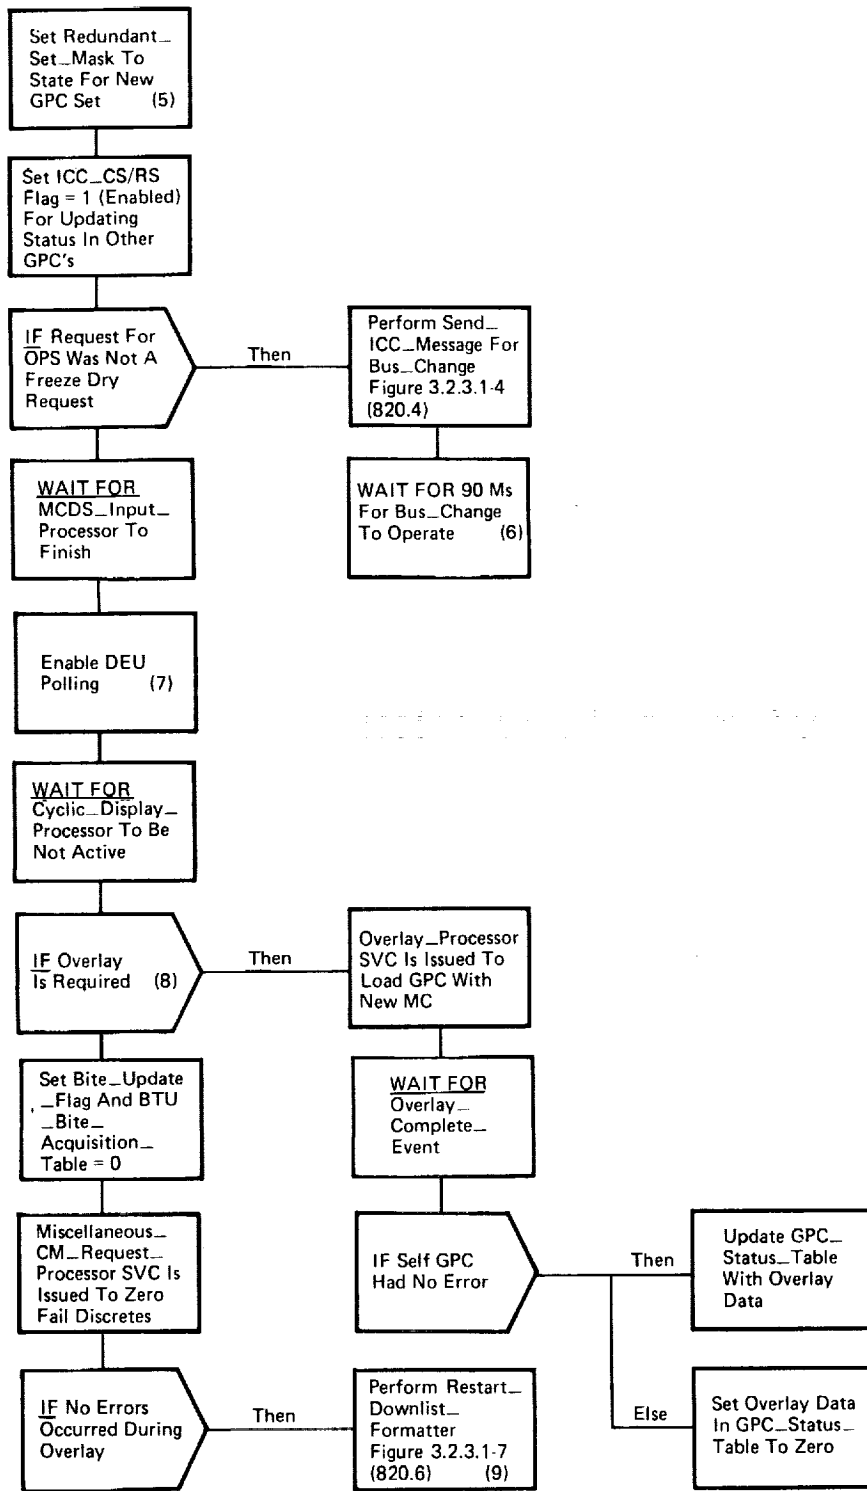 Set Redundant_
Set_Mask To
State For New
GPC Set (5)
Set ICC_CS/RS
Flag = 1 (Enabled)
For Updating
Status In Other
GPC's
IF Request For
OPS Was Not A
Freeze Dry
Request
Then
Perform Send_
ICC_Message For
Bus_Change
Figure 3.2.3.1-4
(820.4)
WAIT FOR 90 Ms
For Bus_Change
To Operate (6)
WAIT FOR
MCDS_Input_
Processor To
Finish
Enable DEU
Polling (7)
WAIT FOR
Cyclic_Display_
Processor To Be
Not Active
IF Overlay
Is Required (8)
Then
Overlay_Processor
SVC Is Issued To
Load GPC With
New MC
WAIT FOR
Overlay_
Complete_
Event
IF Self GPC
Had No Error
Then
Update GPC_
Status_Table
With Overlay
Data
Else
Set Overlay Data
In GPC_Status_
Table To Zero
Set Bite_Update
_Flag And BTU
_Bite_
Acquisition_
Table = 0
Miscellaneous_
CM_Request_
Processor SVC Is
Issued To Zero
Fail Discretes
IF No Errors
Occurred During
Overlay
Then
Perform Restart_
Downlist_
Formatter
Figure 3.2.3.1-7
(820.6) (9)